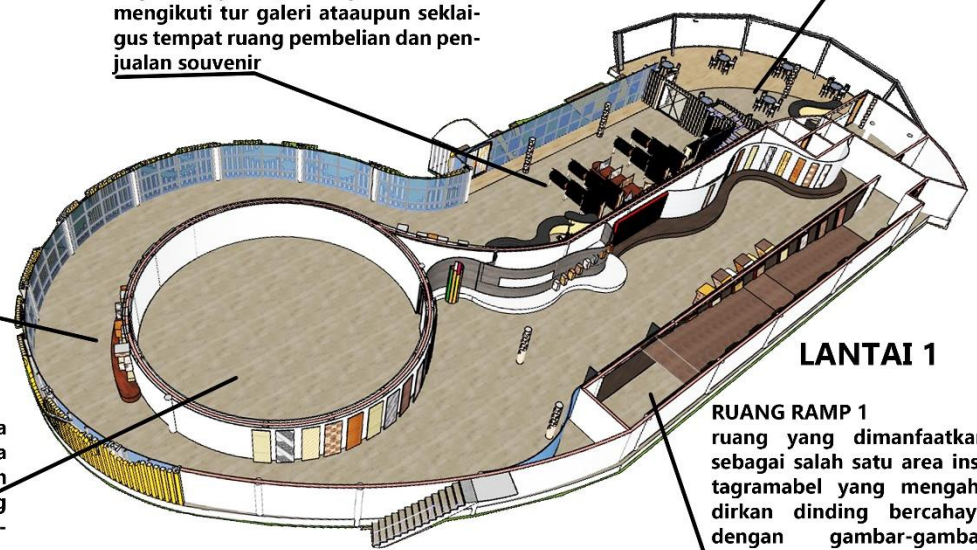 mengikuti tur galeri ataaupun seklai-
gus tempat ruang pembelian dan pen-
jualan souvenir
LANTAI 1
RUANG RAMP 1
ruang yang dimanfaatkan
sebagai salah satu area ins
tagramabel yang mengah
dirkan dinding bercahay
dengan gambar-gamba